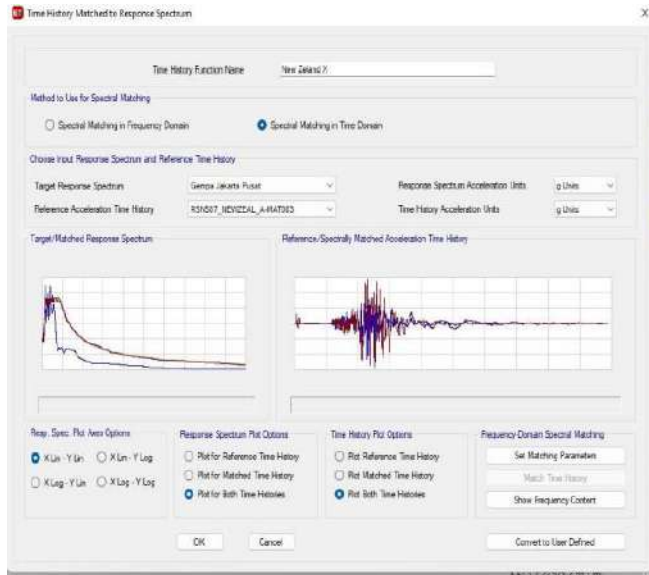 Time History Matched to Response Spectrum
X
Time History Function Name
New Zeland X
Method to Use for Spectral Matching
Spectral Matching in Frequency Domain
Spectral Matching in Time Domain
Choose Input Response Spectrum and Reference Time History
Target Response Spectrum
Gempa Jakarta Pusat
Response Spectrum Acceleration Units
g Units
Reference Acceleration Time History
RSN587_NEWZEAL_A-MAT083
Time History Acceleration Units
g Units
Target/Matched Response Spectrum
Reference/Spectrally Matched Acceleration Time History
Resp. Spec. Plot Axes Options
X Lin - Y Lin
X Lin - Y Log
X Log - Y Lin
X Log - Y Log
Response Spectrum Plot Options
Plot for Reference Time History
Plot for Matched Time History
Plot for Both Time Histories
Time History Plot Options
Plot Reference Time History
Plot Matched Time History
Plot Both Time Histories
Frequency-Domain Spectral Matching
Set Matching Parameters
Match Time History
Show Frequency Content
OK
Cancel
Convert to User Defined